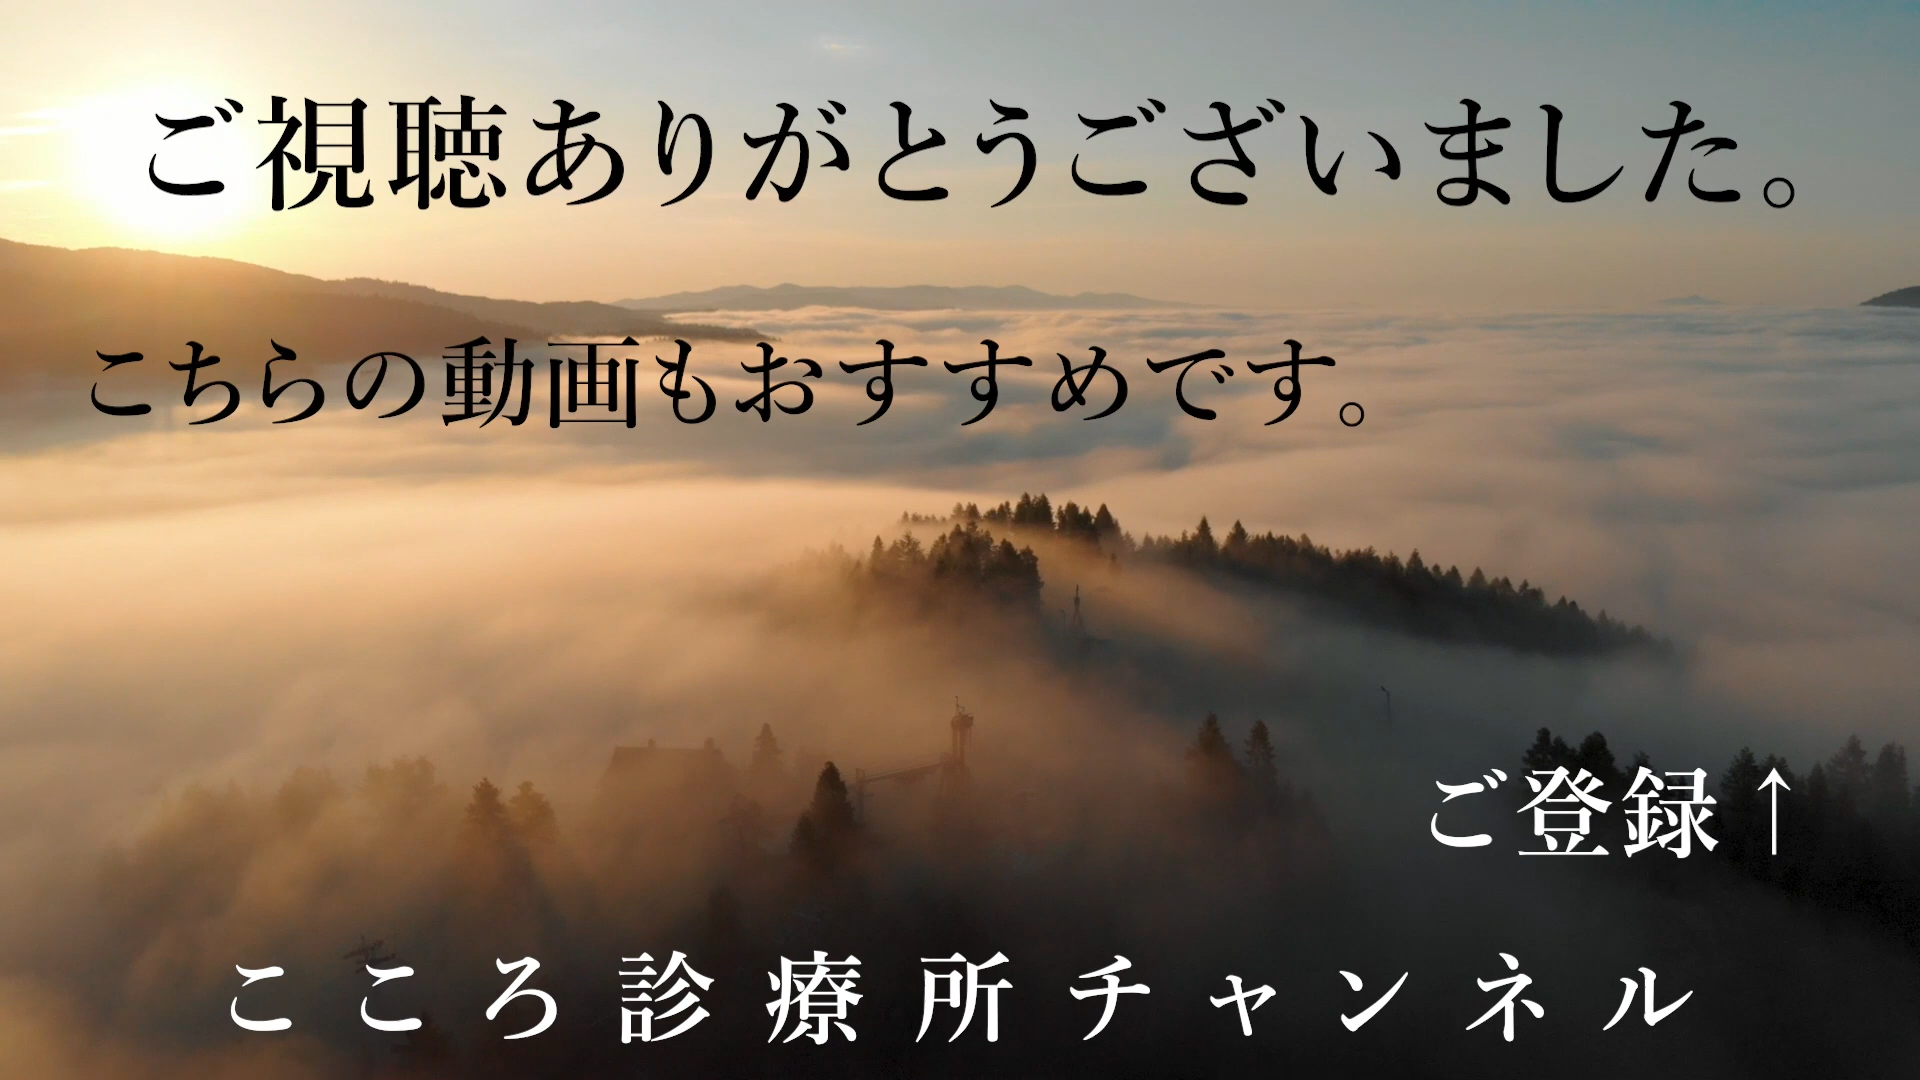 ご視聴ありがとうございました。
こちらの動画もおすすめです。
ご登録↑
こころ診療所チャンネル